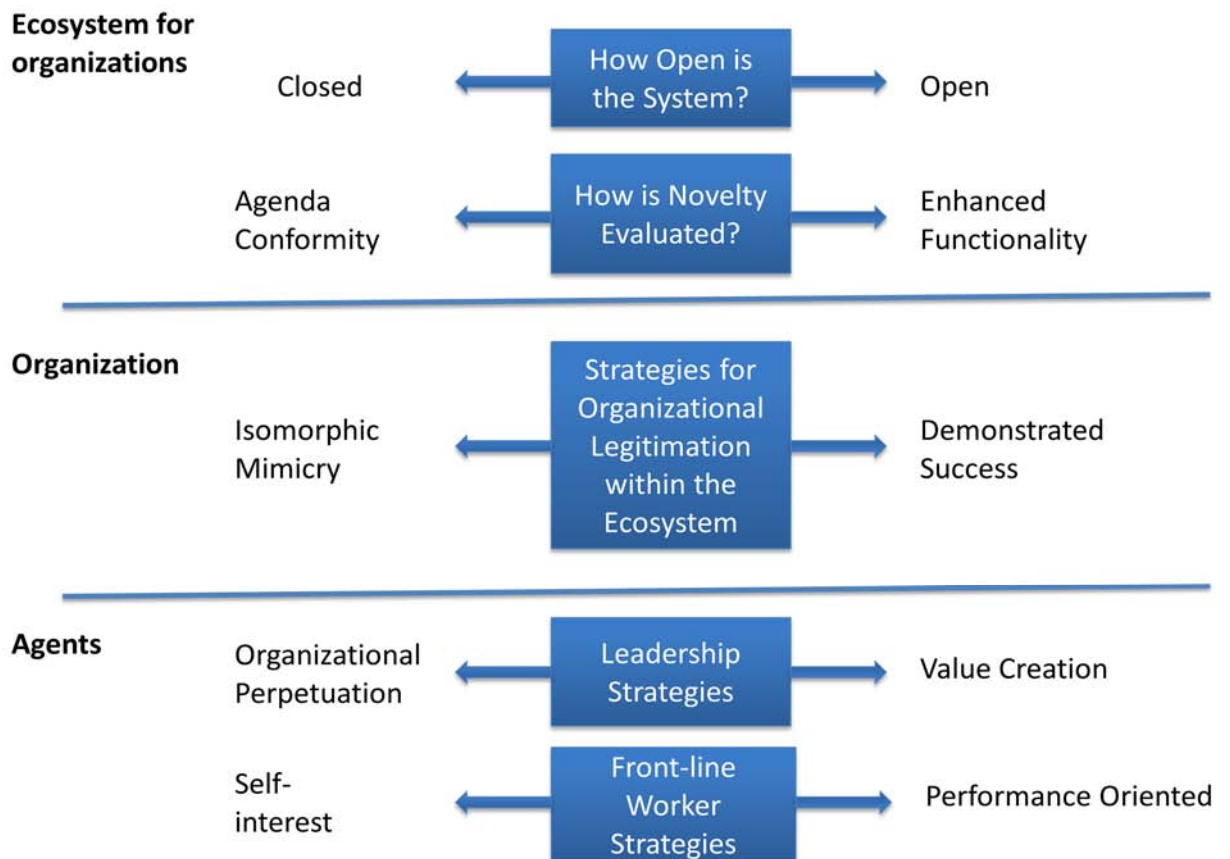 Ecosystem for
organizations
Closed
How Open is
the System?
Open
Agenda
Conformity
How is Novelty
Evaluated?
Enhanced
Functionality
Organization
Isomorphic
Mimicry
Strategies for
Organizational
Legitimation
within the
Ecosystem
Demonstrated
Success
Agents
Organizational
Perpetuation
Leadership
Strategies
Value Creation
Self-
interest
Front-line
Worker
Strategies
Performance Oriented